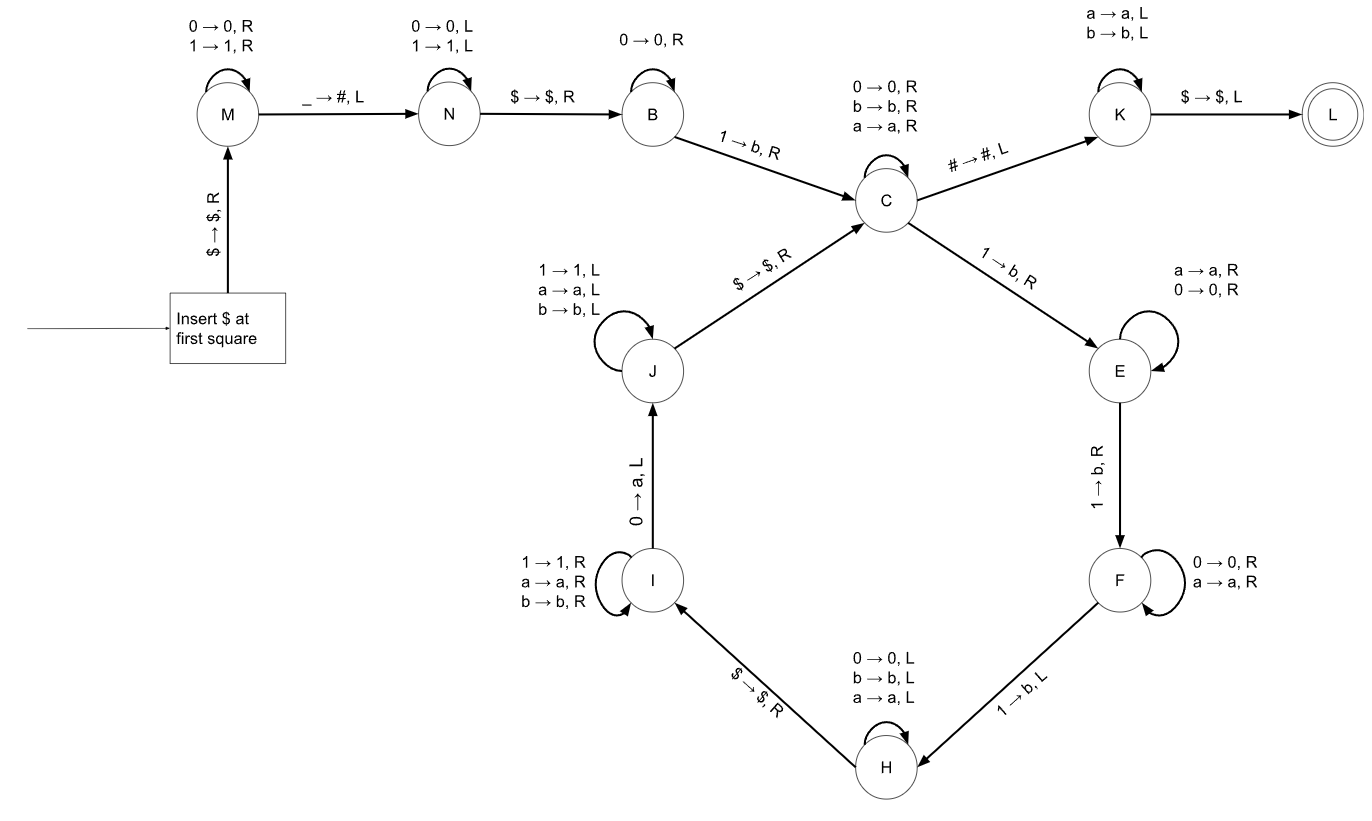 0 → 0, R
1 → 1, R
0 → 0, L
1 → 1, L
0 → 0, R
a → a, L
b → b, L
M
_ → #, L
N
$ → $, R
B
K
$ → $, L
L
0 → 0, R
b → b, R
a → a, R
1 → b, R
# → #, L
C
$ → $, R
Insert $ at
first square
1 → 1, L
a → a, L
b → b, L
$ → $, R
1 → b, R
a → a, R
0 → 0, R
J
E
0 → a, L
1 → b, R
1 → 1, R
a → a, R
b → b, R
I
F
0 → 0, R
a → a, R
$ → $, R
0 → 0, L
b → b, L
a → a, L
1 → b, L
H